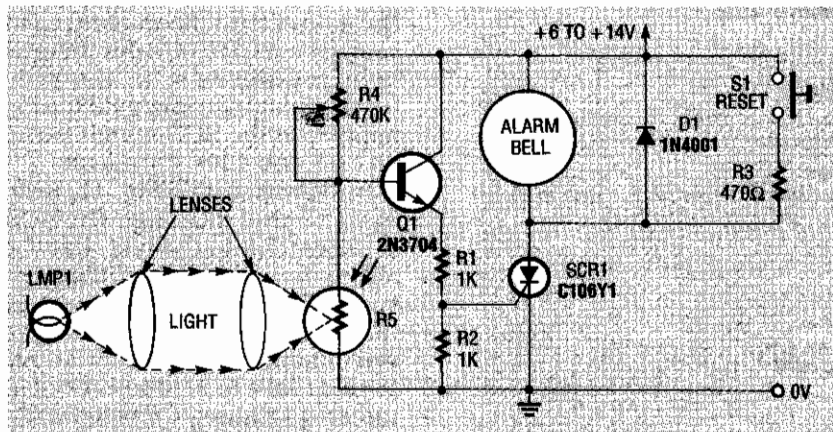 +6 TO +14V
R4
470K
ALARM
BELL
S1
RESET
D1
1N4001
R3
470Ω
LENSES
Q1
2N3704
R1
1K
SCR1
C106Y1
LMP1
LIGHT
R5
R2
1K
0V